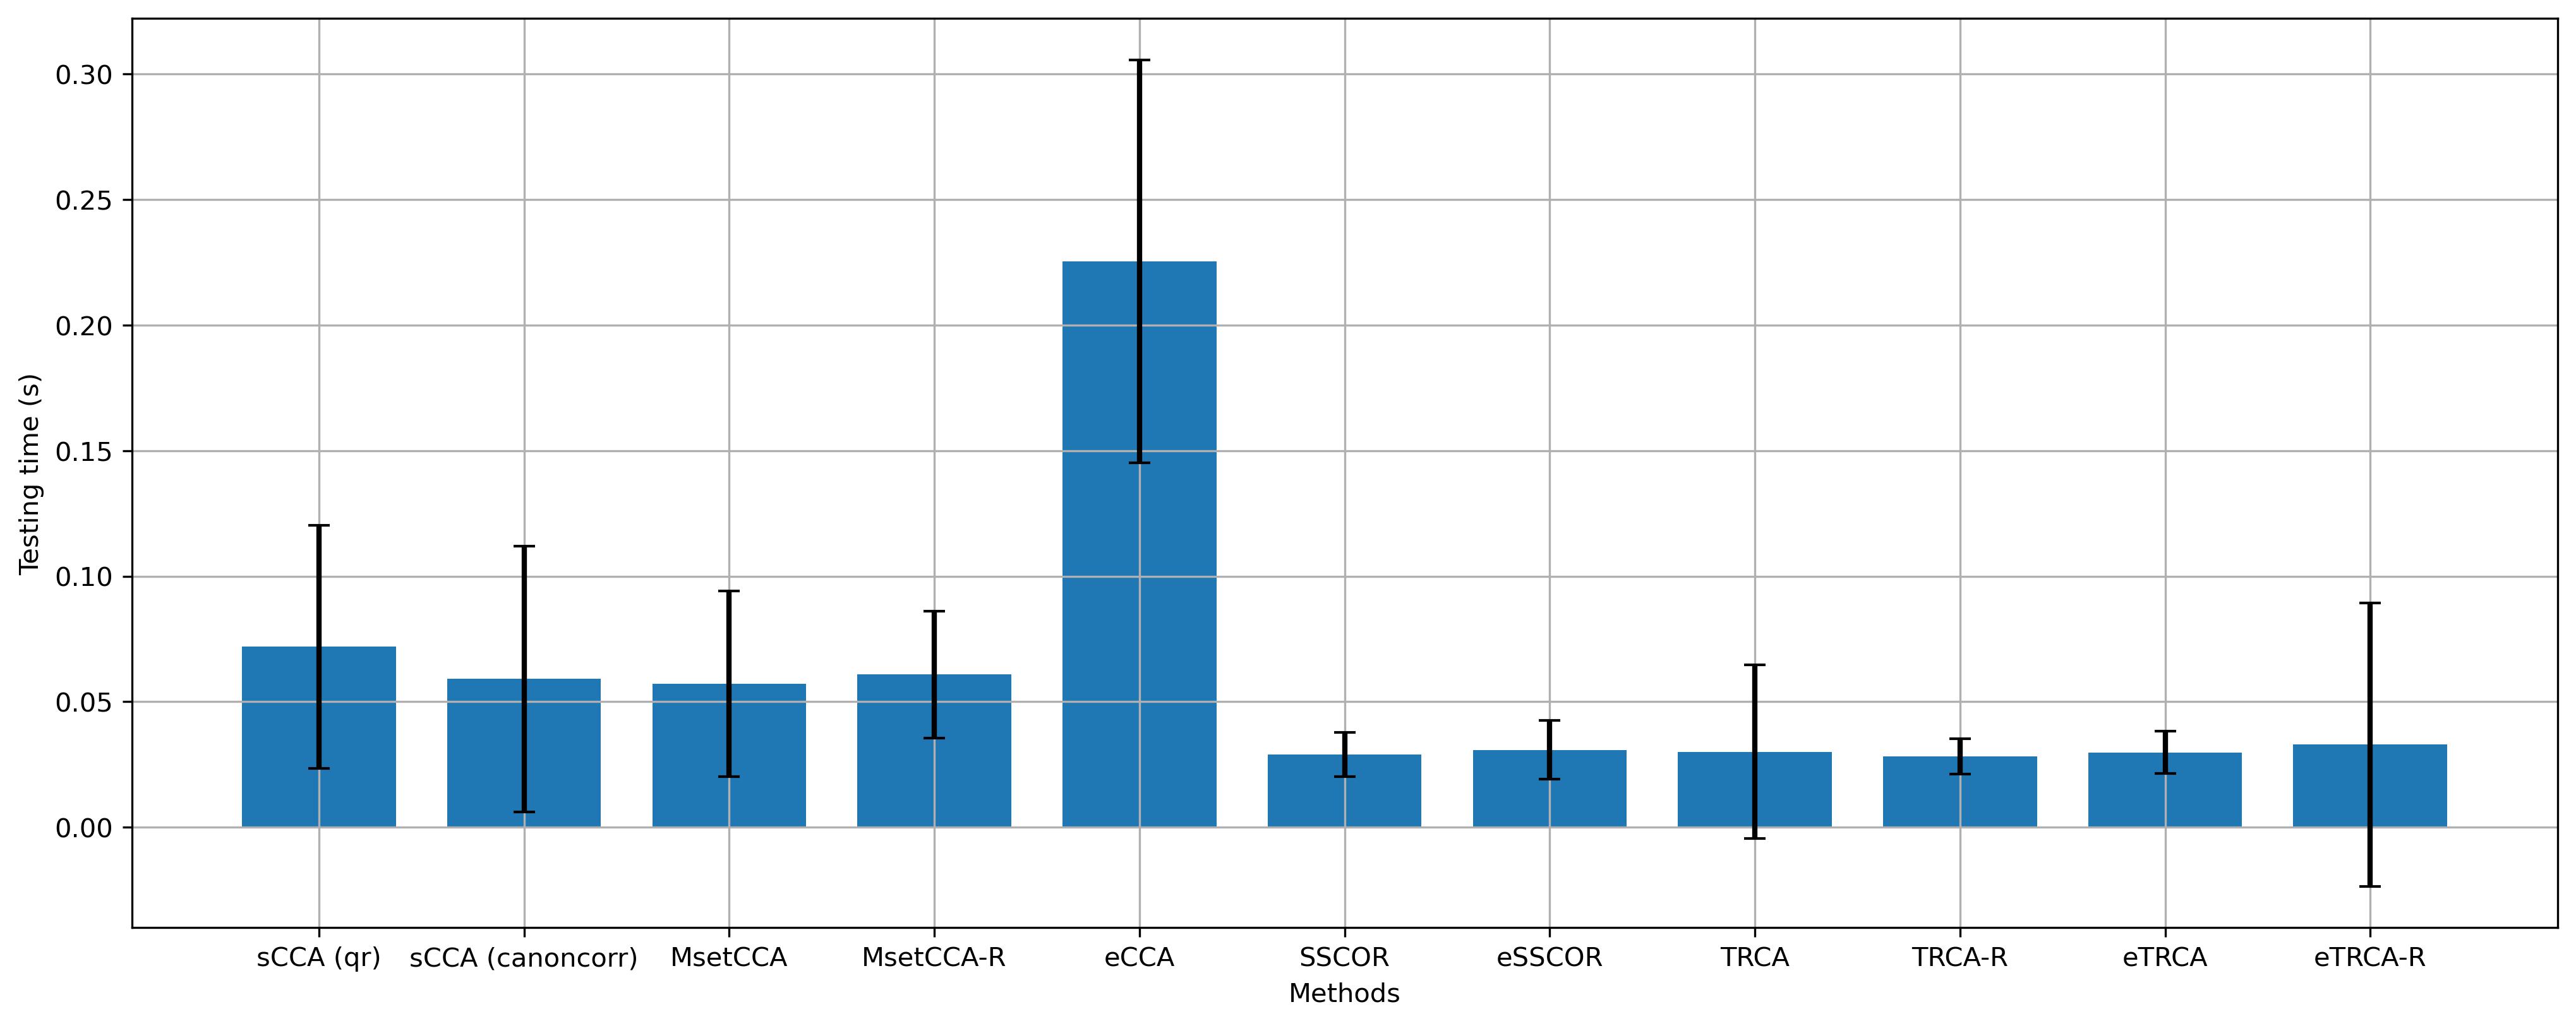 0.30
0.25
0.20
0.15
0.10
0.05
0.00
Testing time (s)
sCCA (qr) sCCA (canoncorr) MsetCCA MsetCCA-R eCCA SSCOR eSSCOR TRCA TRCA-R eTRCA eTRCA-R
Methods